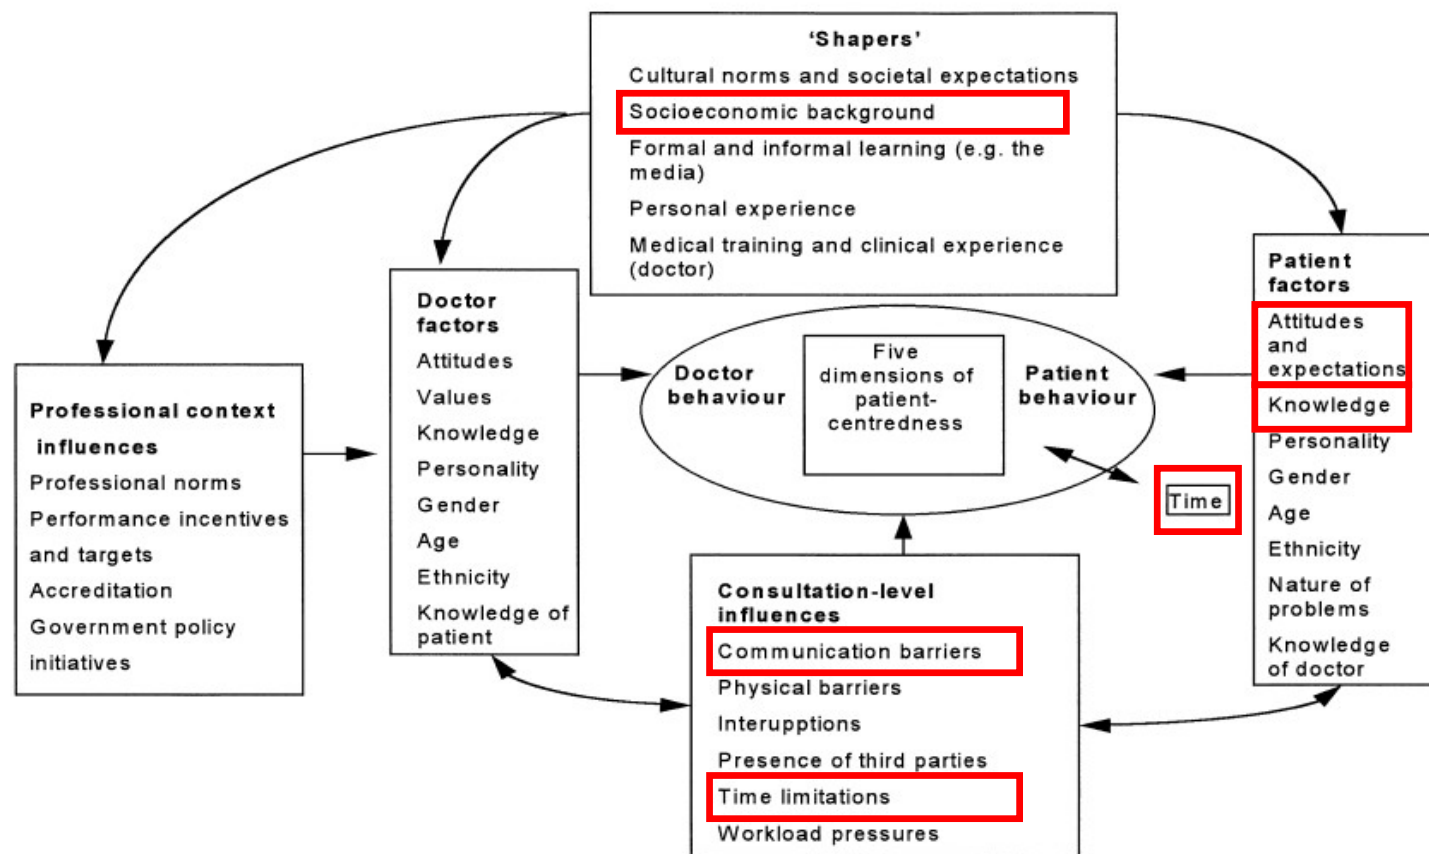 ‘Shapers’
Cultural norms and societal expectations
Socioeconomic background
Formal and informal learning (e.g. the
media)
Personal experience
Medical training and clinical experience
(doctor)
Professional context
influences
Professional norms
Performance incentives
and targets
Accreditation
Government policy
initiatives
Doctor
factors
Attitudes
Values
Knowledge
Personality
Gender
Age
Ethnicity
Knowledge of
patient
Doctor
behaviour
Five
dimensions of
patient-
centredness
Patient
behaviour
Time
Patient
factors
Attitudes
and
expectations
Knowledge
Personality
Gender
Age
Ethnicity
Nature of
problems
Knowledge
of doctor
Consultation-level
influences
Communication barriers
Physical barriers
Interupptions
Presence of third parties
Time limitations
Workload pressures